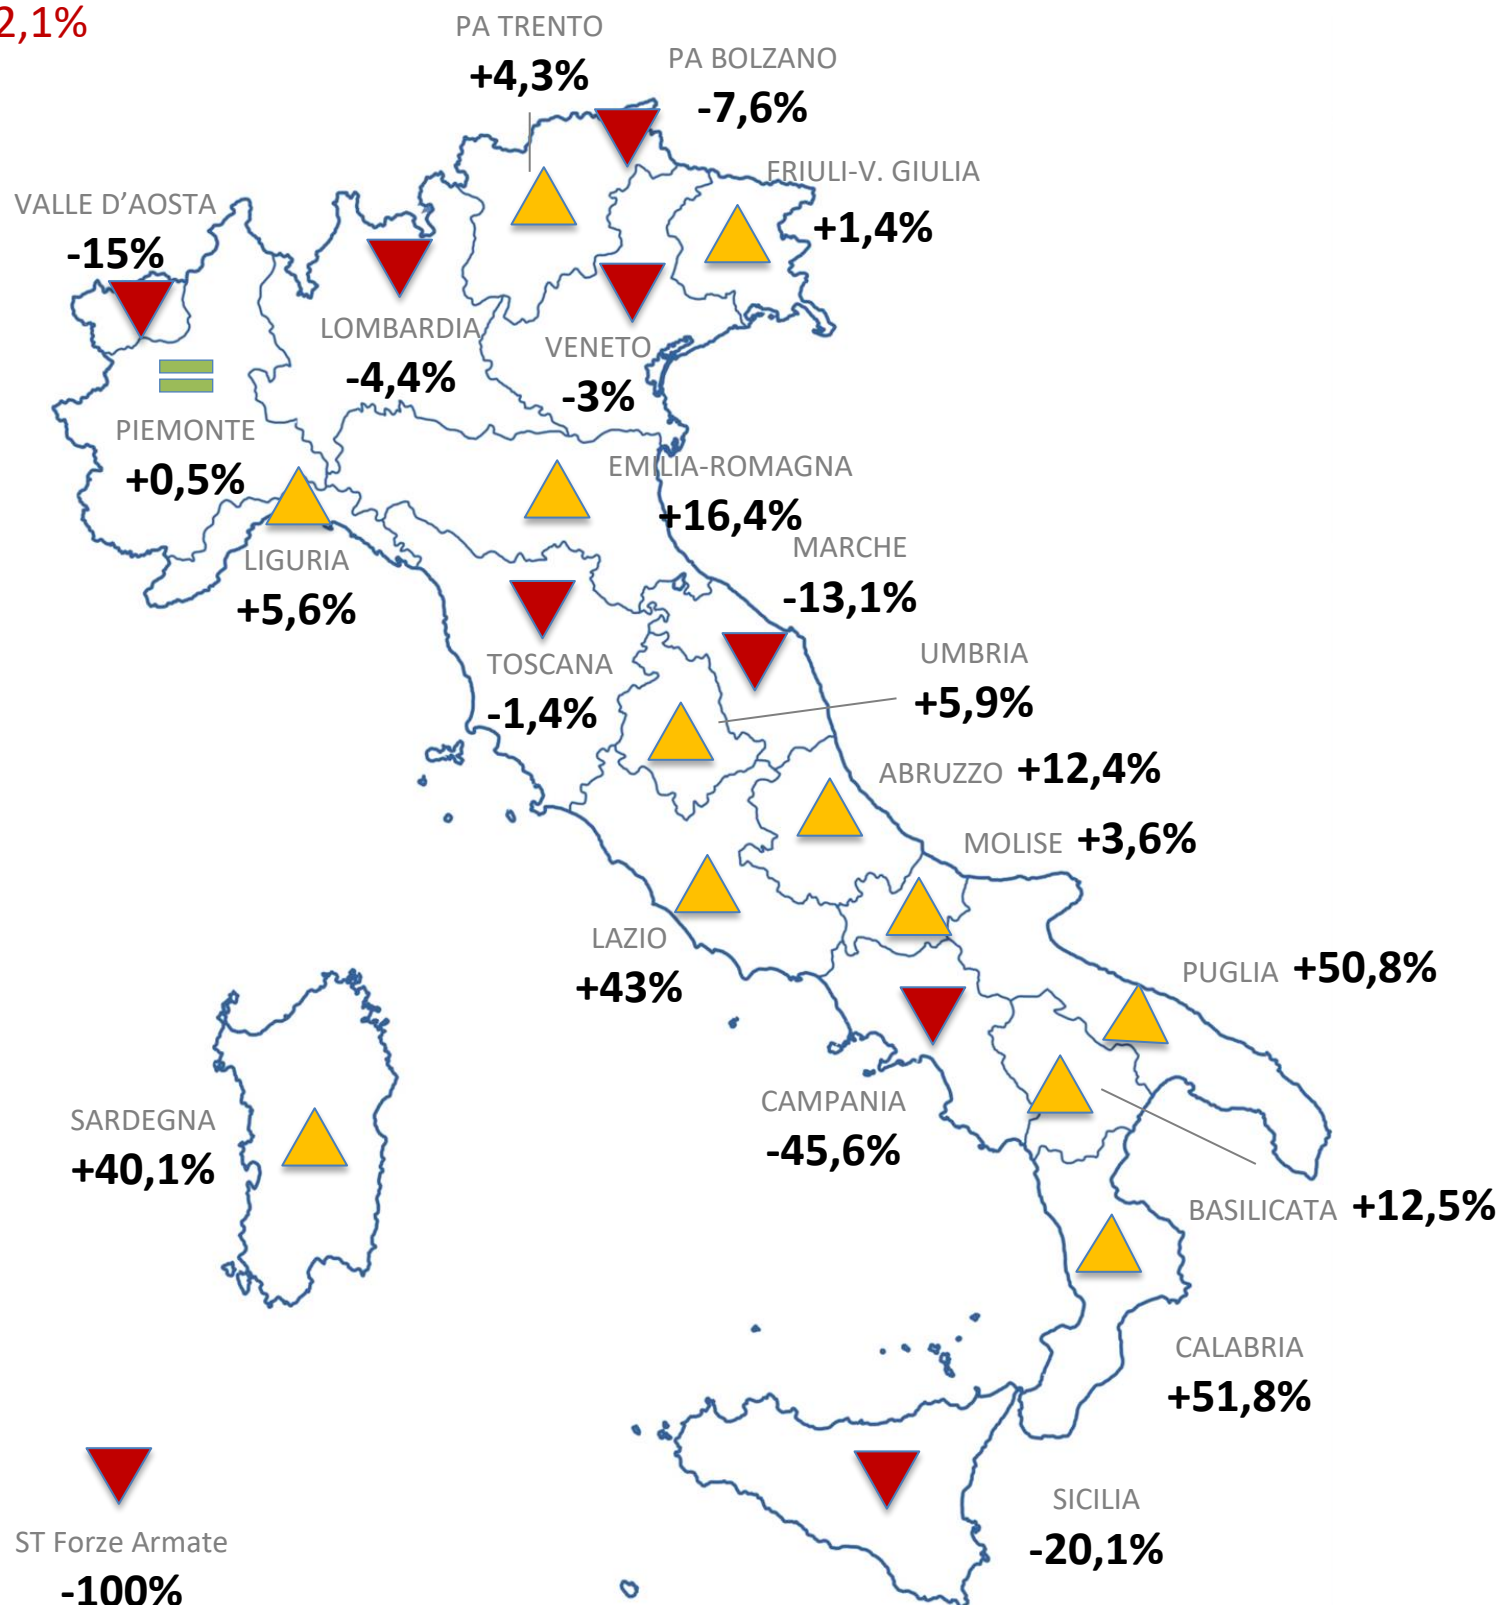 2,1%
PA TRENTO
+4,3%
PA BOLZANO
-7,6%
FRIULI-V. GIULIA
+1,4%
VALLE D’AOSTA
-15%
LOMBARDIA
-4,4%
VENETO
-3%
PIEMONTE
+0,5%
EMILIA-ROMAGNA
+16,4%
LIGURIA
+5,6%
MARCHE
-13,1%
TOSCANA
-1,4%
UMBRIA
+5,9%
ABRUZZO +12,4%
MOLISE +3,6%
LAZIO
+43%
PUGLIA +50,8%
CAMPANIA
-45,6%
SARDEGNA
+40,1%
BASILICATA +12,5%
CALABRIA
+51,8%
SICILIA
-20,1%
ST Forze Armate
-100%